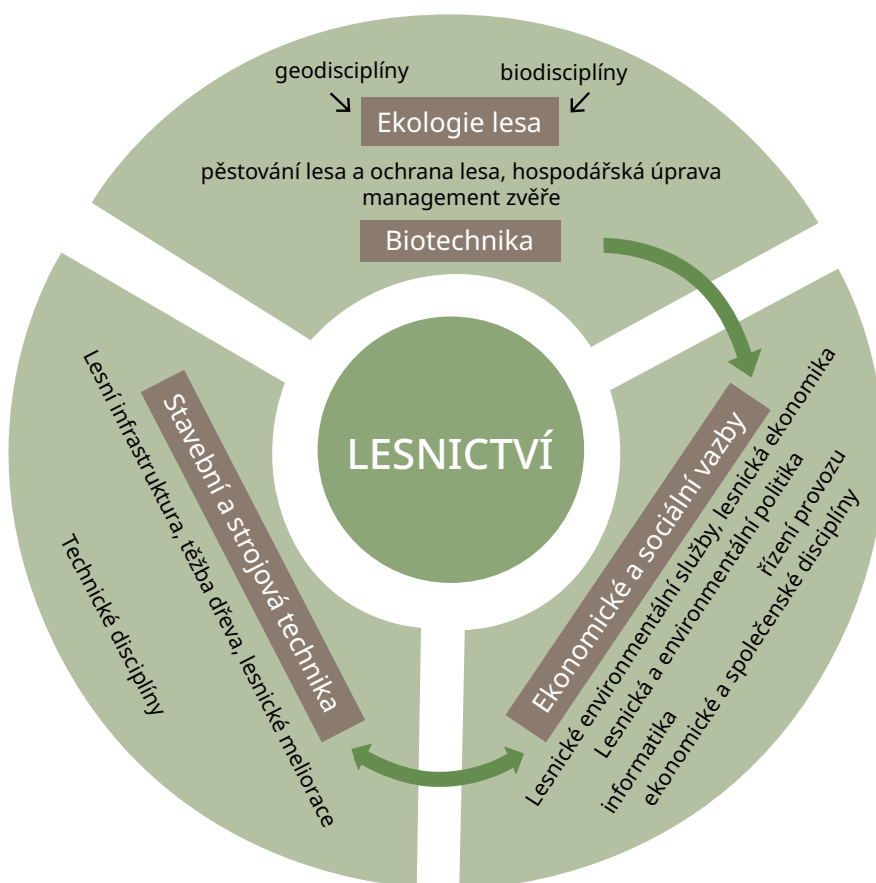 geodisciplíny
biodisciplíny
Ekologie lesa
pěstování lesa a ochrana lesa, hospodářská úprava
management zvěře
Biotechnika
LESNICTVÍ
Stavební a strojová technika
Lesní infrastruktura, těžba dřeva, lesnické meliorace
Technické disciplíny
Ekonomické a sociální vazby
Lesnické environmentální služby, lesnická ekonomika
Lesnická a environmentální politika
řízení provozu
informatika
ekonomické a společenské disciplíny